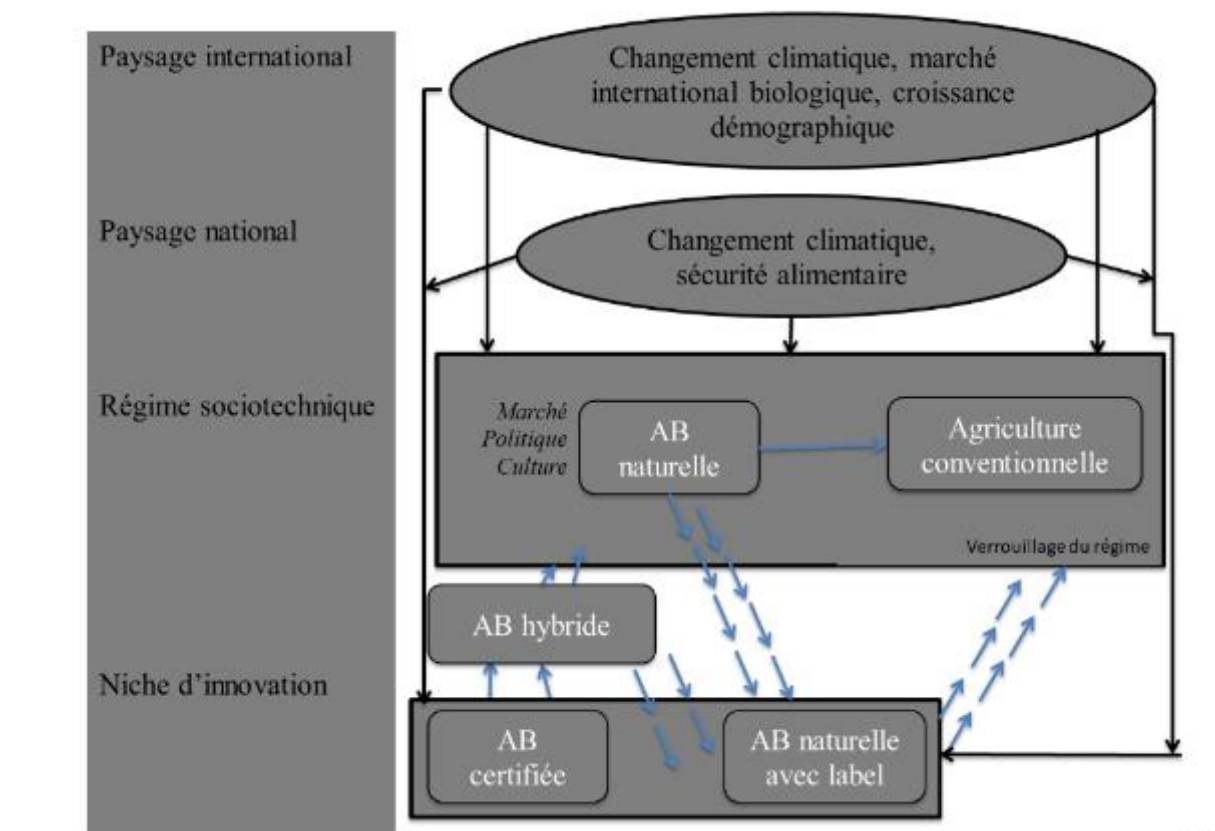 Paysage international
Changement climatique, marché
international biologique, croissance
démographique
Paysage national
Changement climatique,
sécurité alimentaire
Régime sociotechnique
Marché
Politique
Culture
AB
naturelle
Agriculture
conventionnelle
Verrouillage du régime
AB hybride
Niche d'innovation
AB
certifiée
AB naturelle
avec label